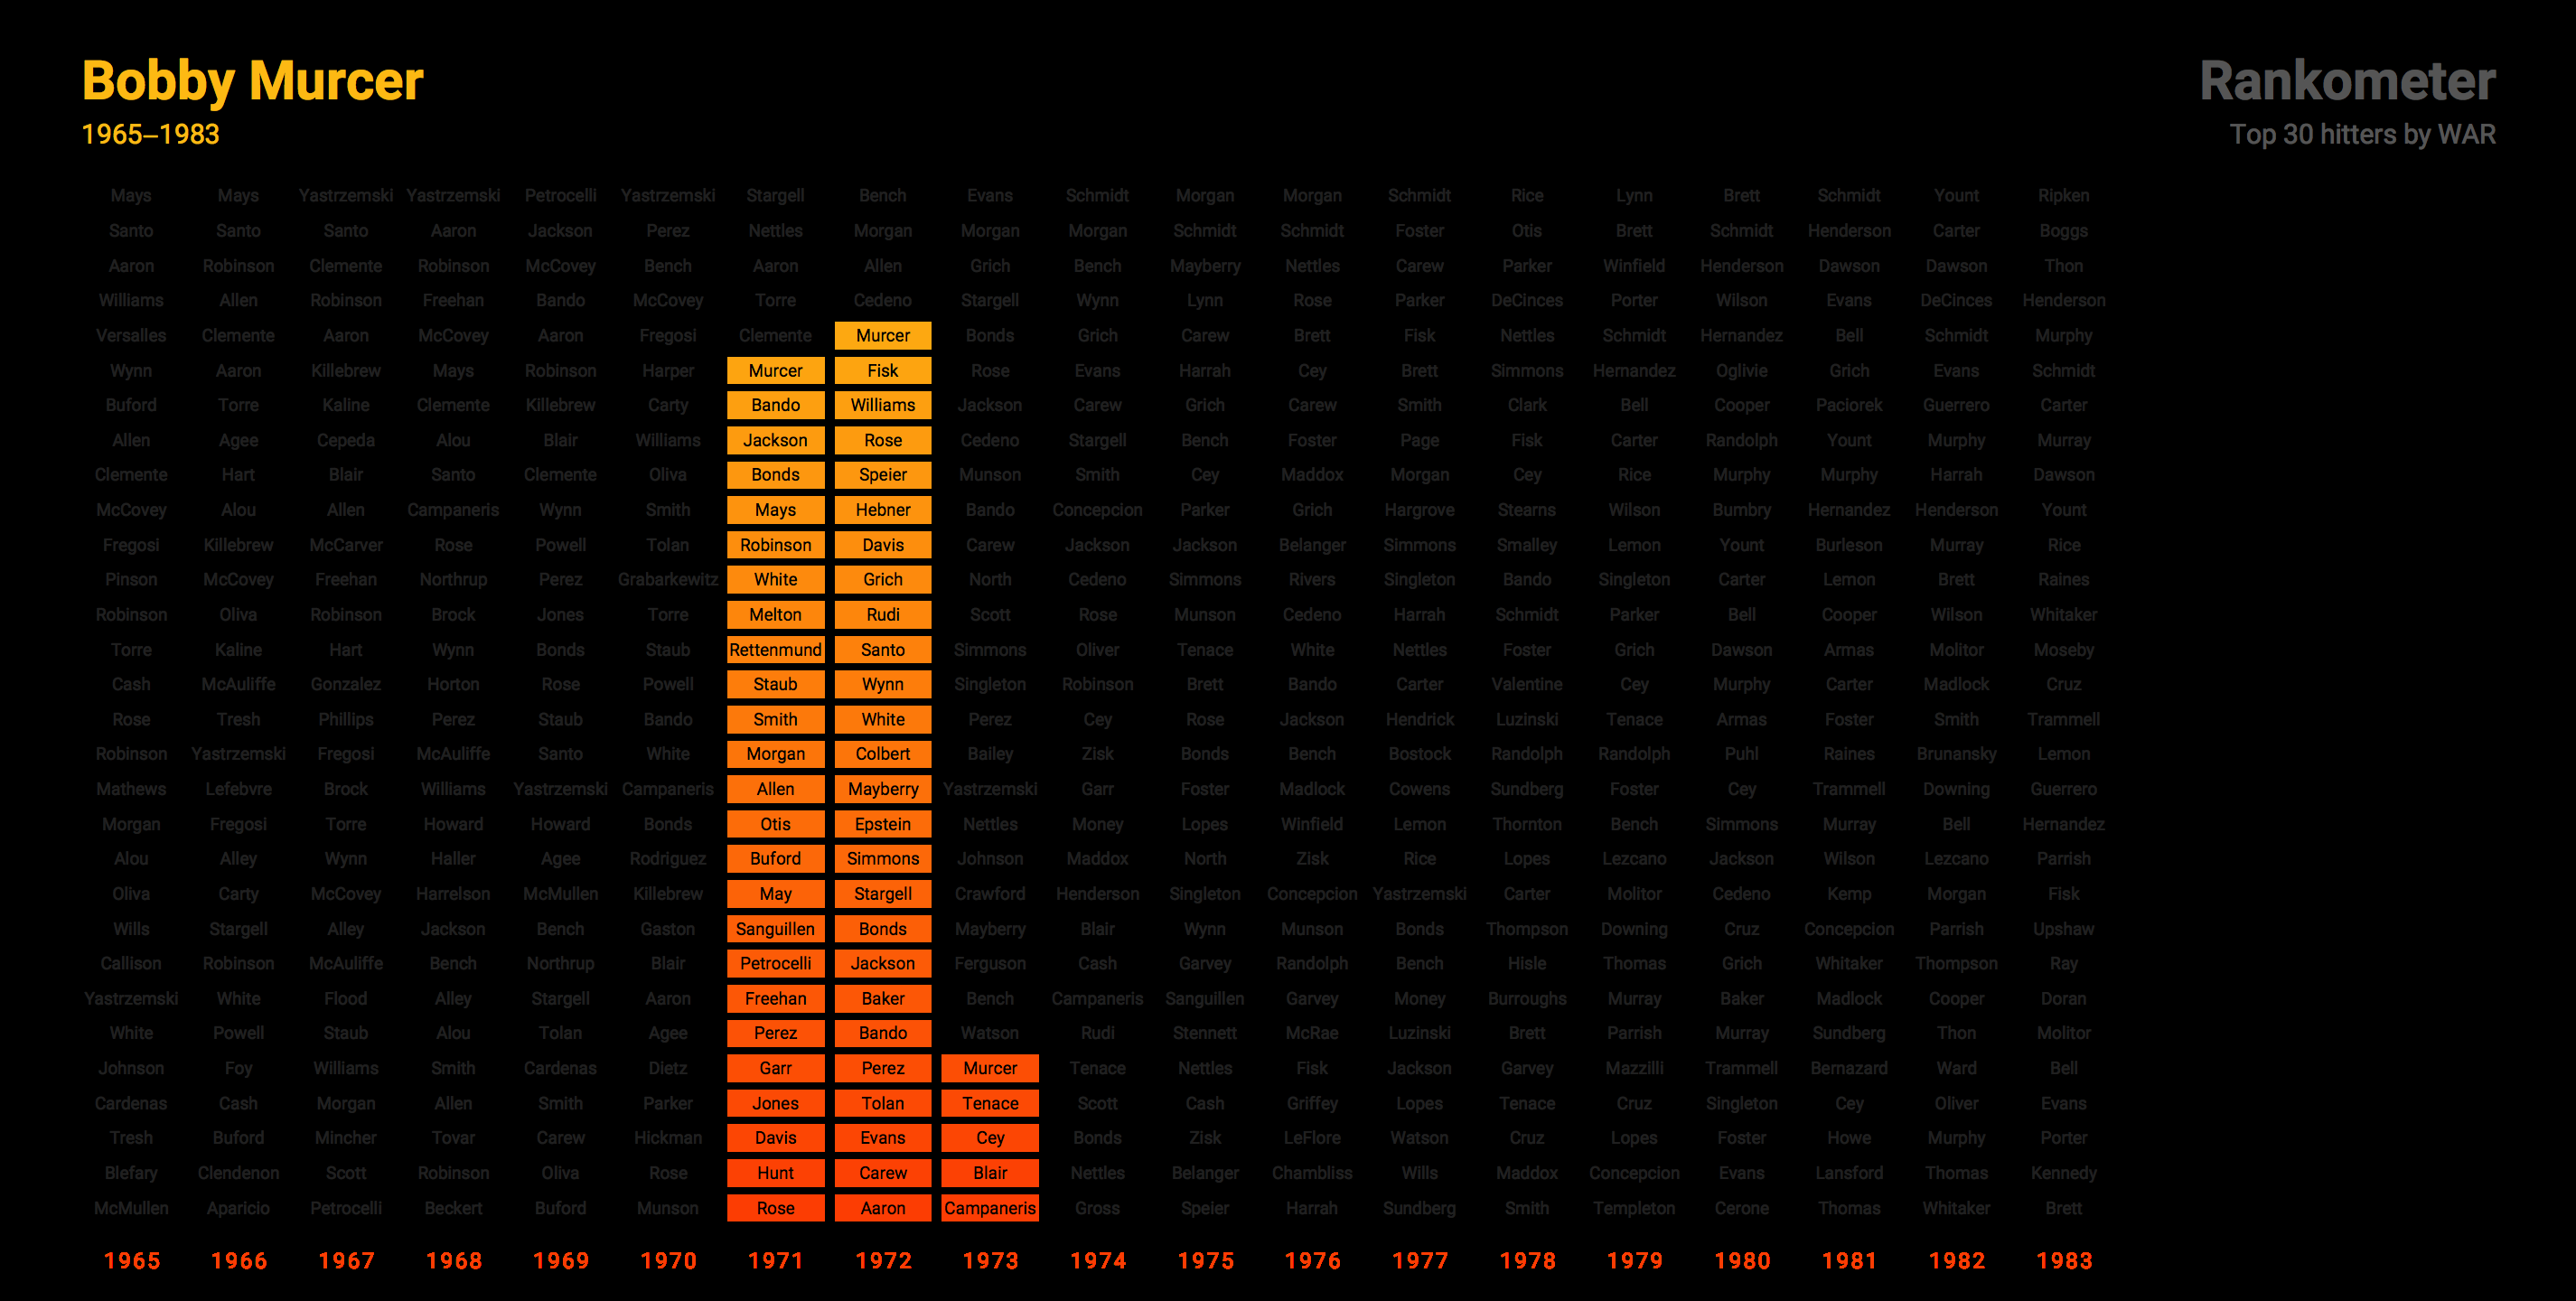 Bobby Murcer
1965–1983
Rankometer
Top 30 hitters by WAR
Mays Mays Yastrzemski Yastrzemski Petrocelli Yastrzemski Stargell Bench Evans Schmidt Morgan Morgan Schmidt Rice Lynn Brett Schmidt Yount Ripken
Santo Santo Santo Aaron Jackson Perez Nettles Morgan Morgan Morgan Schmidt Schmidt Foster Otis Brett Schmidt Henderson Carter Boggs
Aaron Robinson Clemente Robinson McCovey Bench Aaron Allen Grich Bench Mayberry Nettles Carew Parker Winfield Henderson Dawson Dawson Thon
Williams Allen Robinson Freehan Bando McCovey Torre Cedeno Stargell Wynn Lynn Rose Parker DeCinces Porter Wilson Evans DeCinces Henderson
Versalles Clemente Aaron McCovey Aaron Fregosi Clemente Murcer Bonds Grich Carew Brett Fisk Nettles Schmidt Hernandez Bell Schmidt Murphy
Wynn Aaron Killebrew Mays Robinson Harper Murcer Fisk Rose Evans Harrah Cey Brett Simmons Hernandez Oglivie Grich Evans Schmidt
Buford Torre Kaline Clemente Killebrew Carty Bando Williams Jackson Carew Grich Carew Smith Clark Bell Cooper Paciorek Guerrero Carter
Allen Agee Cepeda Alou Blair Williams Jackson Rose Cedeno Stargell Bench Foster Page Fisk Carter Randolph Yount Murphy Murray
Clemente Hart Blair Santo Clemente Oliva Bonds Speier Munson Smith Cey Maddox Morgan Cey Rice Murphy Murphy Harrah Dawson
McCovey Alou Allen Campaneris Wynn Smith Mays Hebner Bando Concepcion Parker Grich Hargrove Stearns Wilson Bumbry Hernandez Henderson Yount
Fregosi Killebrew McCarver Rose Powell Tolan Robinson Davis Carew Jackson Jackson Belanger Simmons Smalley Lemon Yount Burleson Murray Rice
Pinson McCovey Freehan Northrup Perez Grabarkewitz White Grich North Cedeno Simmons Rivers Singleton Bando Singleton Carter Lemon Brett Raines
Robinson Oliva Robinson Brock Jones Torre Melton Rudi Scott Rose Munson Cedeno Harrah Schmidt Parker Bell Cooper Wilson Whitaker
Torre Kaline Hart Wynn Bonds Staub Rettenmund Santo Simmons Oliver Tenace White Nettles Foster Grich Dawson Armas Molitor Moseby
Cash McAuliffe Gonzalez Horton Rose Powell Staub Wynn Singleton Robinson Brett Bando Carter Valentine Cey Murphy Carter Madlock Cruz
Rose Tresh Phillips Perez Staub Bando Smith White Perez Cey Rose Jackson Hendrick Luzinski Tenace Armas Foster Smith Trammell
Robinson Yastrzemski Fregosi McAuliffe Santo White Morgan Colbert Bailey Zisk Bonds Bench Bostock Randolph Randolph Puhl Raines Brunansky Lemon
Mathews Lefebvre Brock Williams Yastrzemski Campaneris Allen Mayberry Yastrzemski Garr Foster Madlock Cowens Sundberg Foster Cey Trammell Downing Guerrero
Morgan Fregosi Torre Howard Howard Bonds Otis Epstein Nettles Money Lopes Winfield Lemon Thornton Bench Simmons Murray Bell Hernandez
Alou Alley Wynn Haller Agee Rodriguez Buford Simmons Johnson Maddox North Zisk Rice Lopes Lezcano Jackson Wilson Lezcano Parrish
Oliva Carty McCovey Harrelson McMullen Killebrew May Stargell Crawford Henderson Singleton Concepcion Yastrzemski Carter Molitor Cedeno Kemp Morgan Fisk
Wills Stargell Alley Jackson Bench Gaston Sanguillen Bonds Mayberry Blair Wynn Munson Bonds Thompson Downing Cruz Concepcion Parrish Upshaw
Callison Robinson McAuliffe Bench Northrup Blair Petrocelli Jackson Ferguson Cash Garvey Randolph Bench Hisle Thomas Grich Whitaker Thompson Ray
Yastrzemski White Flood Alley Stargell Aaron Freehan Baker Bench Campaneris Sanguillen Garvey Money Burroughs Murray Baker Madlock Cooper Doran
White Powell Staub Alou Tolan Agee Perez Bando Watson Rudi Stennett McRae Luzinski Brett Parrish Murray Sundberg Thon Molitor
Johnson Foy Williams Smith Cardenas Dietz Garr Perez Murcer Tenace Nettles Fisk Jackson Garvey Mazzilli Trammell Bernazard Ward Bell
Cardenas Cash Morgan Allen Smith Parker Jones Tolan Tenace Scott Cash Griffey Lopes Tenace Cruz Singleton Cey Oliver Evans
Tresh Buford Mincher Tovar Carew Hickman Davis Evans Cey Bonds Zisk LeFlore Watson Cruz Lopes Foster Howe Murphy Porter
Blefary Clendenon Scott Robinson Oliva Rose Hunt Carew Blair Nettles Belanger Chambliss Wills Maddox Concepcion Evans Lansford Thomas Kennedy
McMullen Aparicio Petrocelli Beckert Buford Munson Rose Aaron Campaneris Gross Speier Harrah Sundberg Smith Templeton Cerone Thomas Whitaker Brett
1965 1966 1967 1968 1969 1970 1971 1972 1973 1974 1975 1976 1977 1978 1979 1980 1981 1982 1983